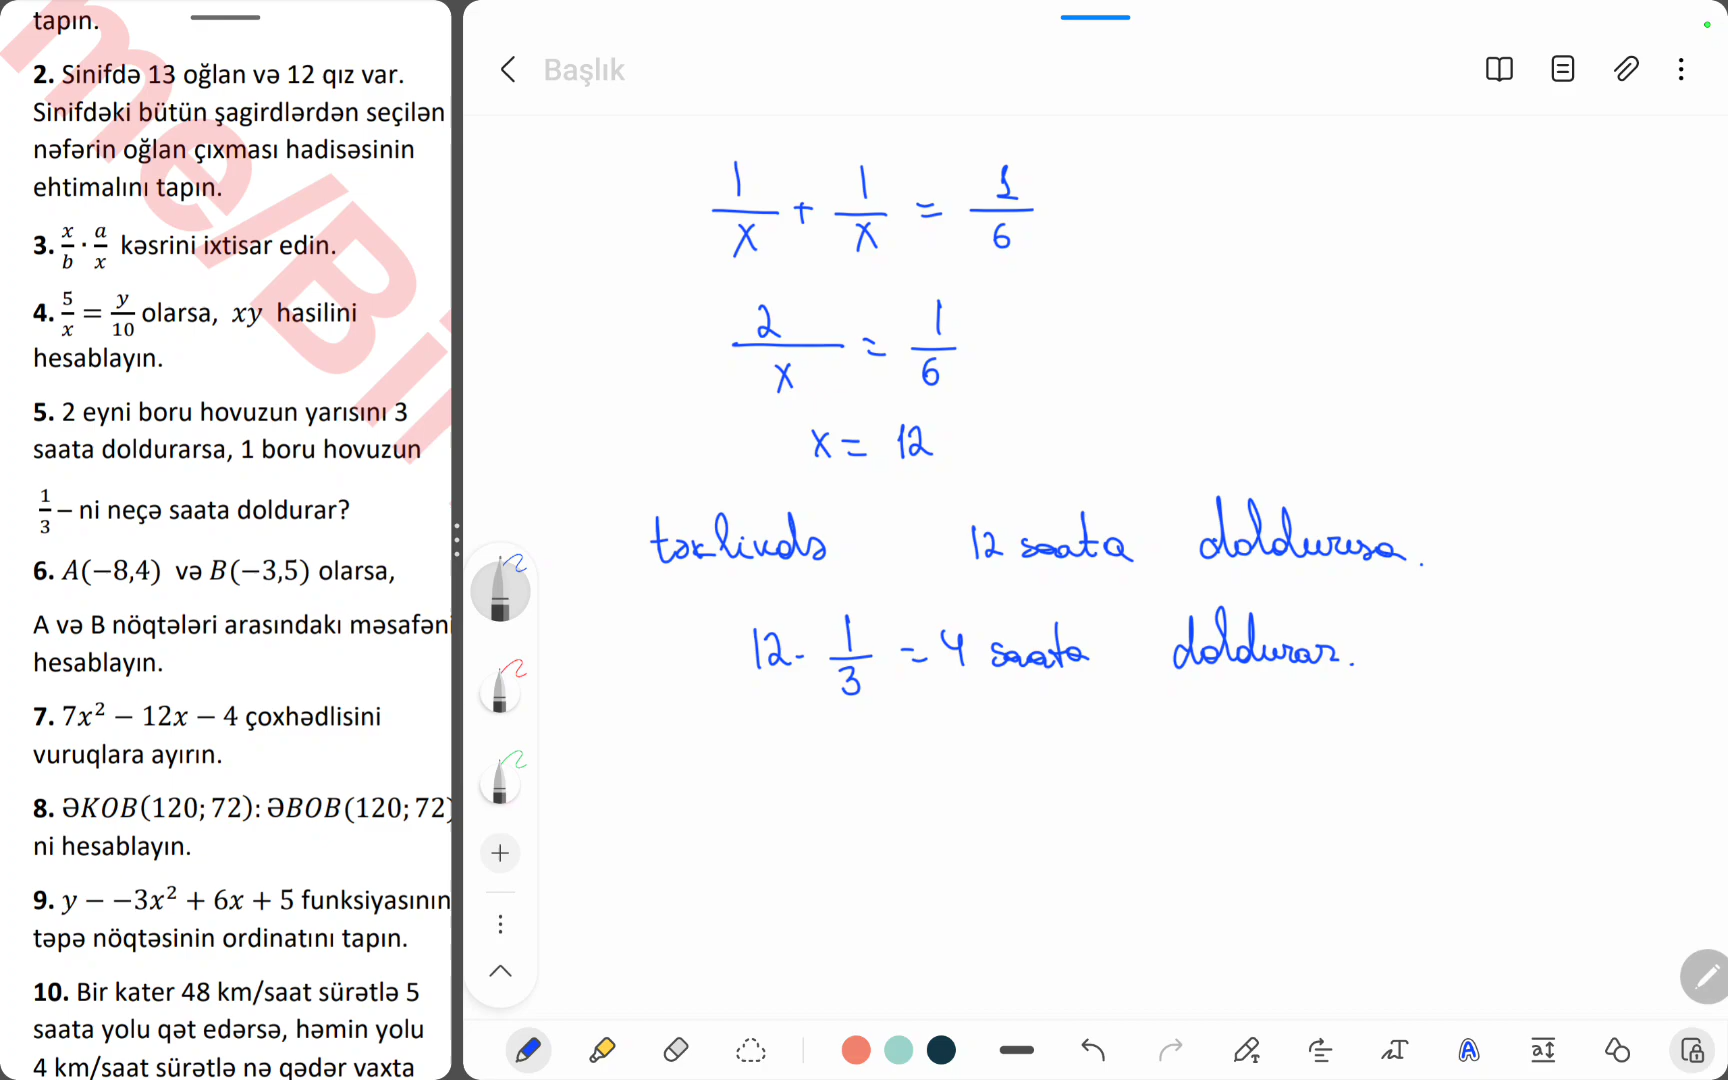 tapın.
2. Sinifdə 13 oğlan və 12 qız var.
Sinifdəki bütün şagirdlərdən seçilən
nəfərin oğlan çıxması hadisəsinin
ehtimalını tapın.
3. x/b · a/x kəsrini ixtisar edin.
4. 5/x = y/10 olarsa, xy hasilini
hesablayın.
5. 2 eyni boru hovuzun yarısını 3
saata doldurarsa, 1 boru hovuzun
1/3 – ni neçə saata doldurar?
6. A(−8,4) və B(−3,5) olarsa,
A və B nöqtələri arasındakı məsafəni
hesablayın.
7. 7x² − 12x − 4 çoxhədlisini
vuruqlara ayırın.
8. ƏKOB(120; 72): ƏBOB(120; 72)
ni hesablayın.
9. y − −3x² + 6x + 5 funksiyasının
təpə nöqtəsinin ordinatını tapın.
10. Bir kater 48 km/saat sürətlə 5
saata yolu qət edərsə, həmin yolu
4 km/saat sürətlə nə qədər vaxta
me/Bil
Başlık
1/x + 1/x = 1/6
2/x = 1/6
x = 12
təklikdə 12 saata doldurursa.
12 · 1/3 = 4 saata doldurar.